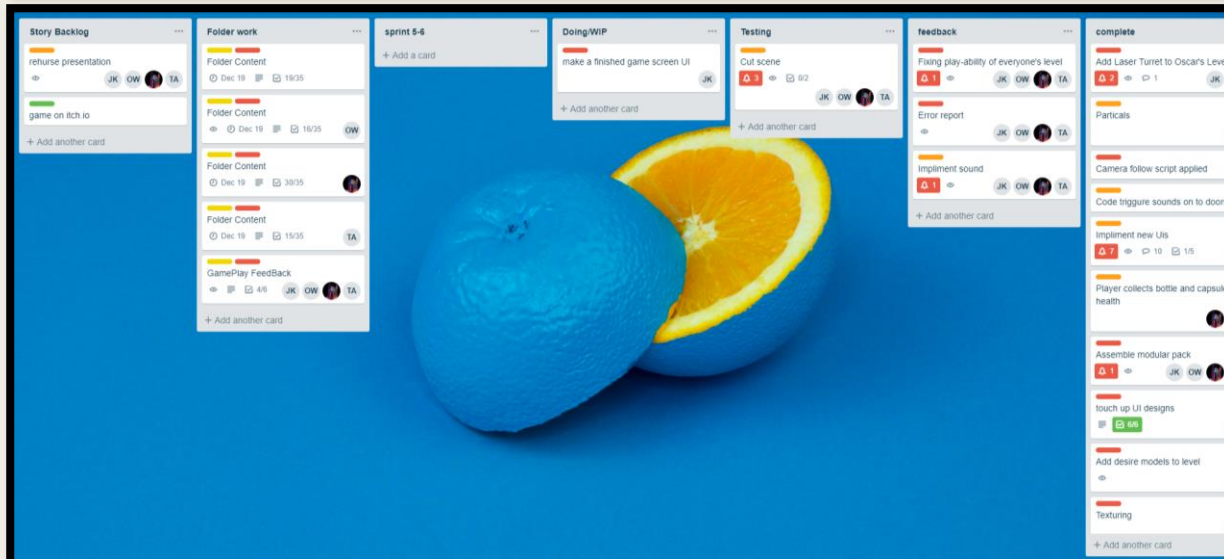 Story Backlog
rehurse presentation
JK OW TA
game on itch io
+ Add another card
Folder work
Folder Content
Dec 19 19/35
Folder Content
Dec 19 16/35 OW
Folder Content
Dec 19 30/35
Folder Content
Dec 19 15/35 TA
GamePlay FeedBack
4/6 JK OW TA
+ Add another card
sprint 5-6
+ Add a card
Doing/WIP
make a finished game screen UI
JK
+ Add another card
Testing
Cut scene
3 0/2
JK OW TA
+ Add another card
feedback
Fixing play-ability of everyone's level
1 JK OW TA
Error report
JK OW TA
Impliment sound
1 JK OW TA
+ Add another card
complete
Add Laser Turret to Oscar's Leve
2 1 JK
Particals
Camera follow script applied
Code triggure sounds on to door
Impliment new Uis
7 10 1/5
Player collects bottle and capsule
health
Assemble modular pack
1 JK OW
touch up UI designs
6/6
Add desire models to level
Texturing
+ Add another card